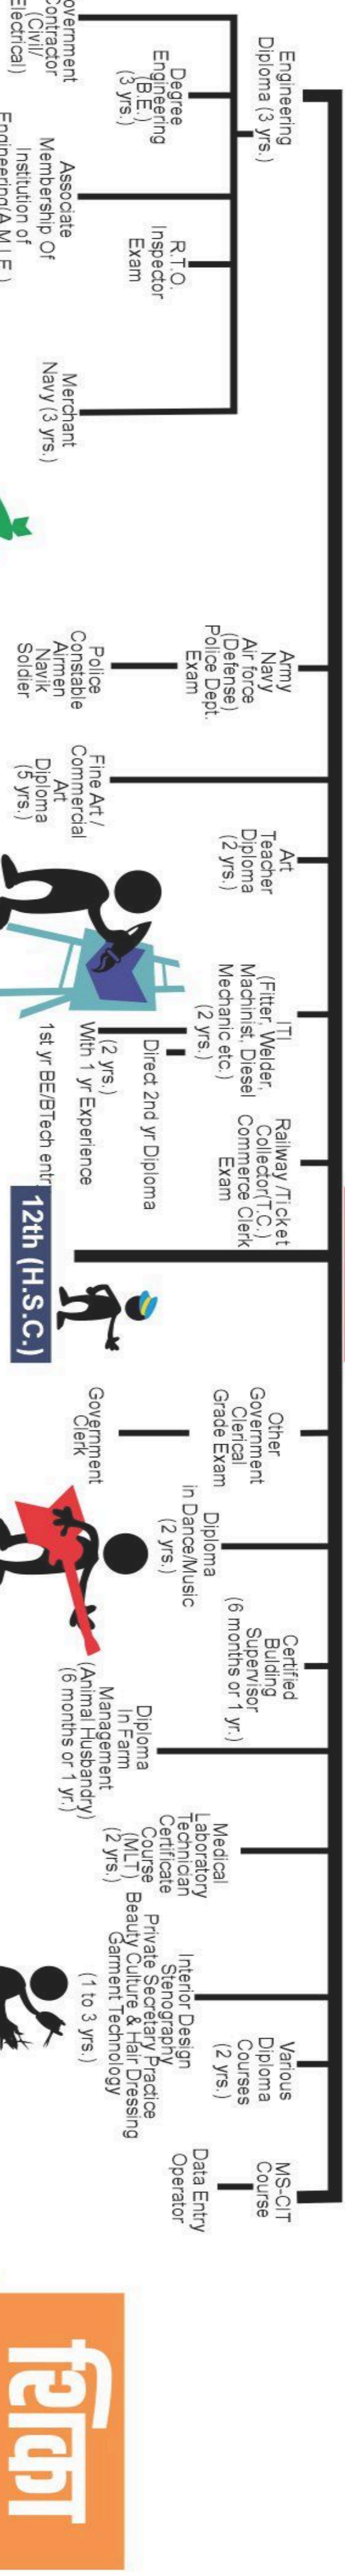 Engineering
Diploma (3 yrs.)
Contractor
(Civil/
Electrical)
Degree
Engineering
(B.E.)
(3 yrs.)
Associate
Membership Of
Institution of
R.T.O.
Inspector
Exam
Merchant
Navy (3 yrs.)
Army
Navy
Air force
(Defense)
Police Dept.
Exam
Police
Constable
Airmen
Navik
Soldier
Fine Art /
Commercial
Art
Diploma
(5 yrs.)
Art
Teacher
Diploma
(2 yrs.)
ITI
(Fitter, Welder,
Machinist, Diesel
Mechanic etc.)
(2 yrs.)
Direct 2nd yr Diploma
(2 yrs.)
With 1 yr Experience
1st yr BE/BTech entr
Railway /Ticket
Collector(T.C.)
Commerce Clerk
Exam
12th (H.S.C.)
Other
Government
Clerical
Grade Exam
Government
Clerk
Diploma
in Dance/Music
(2 yrs.)
Certified
Bulding
Supervisor
(6 months or 1 yr.)
Diploma
In Farm
Management
(Animal Husbandry)
(6 months or 1 yr.)
Medical
Laboratory
Technician
Certificate
Course
(MLT)
(2 yrs.)
Interior Design
Stenography
Private Secretary Practice
Beauty Culture & Hair Dressing
Garment Technology
(1 to 3 yrs.)
Various
Diploma
Courses
(2 yrs.)
MS-CIT
Course
Data Entry
Operator